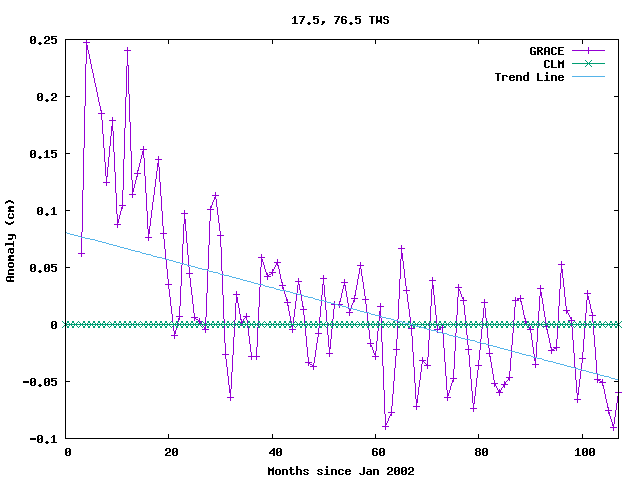 17.5, 76.5 TWS
GRACE
CLM
Trend Line
0.25
0.2
0.15
0.1
0.05
0
-0.05
-0.1
Anomaly (cm)
0 20 40 60 80 100
Months since Jan 2002